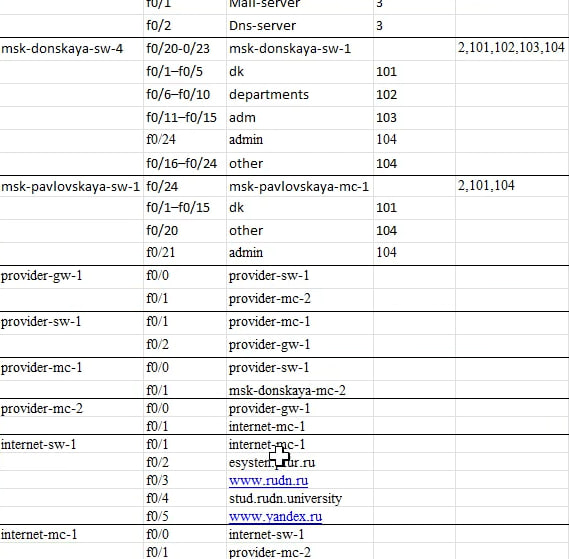 f0/1 Mail-server 3
f0/2 Dns-server 3
msk-donskaya-sw-4 f0/20-0/23 msk-donskaya-sw-1 2,101,102,103,104
f0/1–f0/5 dk 101
f0/6–f0/10 departments 102
f0/11–f0/15 adm 103
f0/24 admin 104
f0/16–f0/24 other 104
msk-pavlovskaya-sw-1 f0/24 msk-pavlovskaya-mc-1 2,101,104
f0/1–f0/15 dk 101
f0/20 other 104
f0/21 admin 104
provider-gw-1 f0/0 provider-sw-1
f0/1 provider-mc-2
provider-sw-1 f0/1 provider-mc-1
f0/2 provider-gw-1
provider-mc-1 f0/0 provider-sw-1
f0/1 msk-donskaya-mc-2
provider-mc-2 f0/0 provider-gw-1
f0/1 internet-mc-1
internet-sw-1 f0/1 internet-mc-1
f0/2
f0/3 www.rudn.ru
f0/4 stud.rudn.university
f0/5 www.yandex.ru
internet-mc-1 f0/0 internet-sw-1
f0/1 provider-mc-2